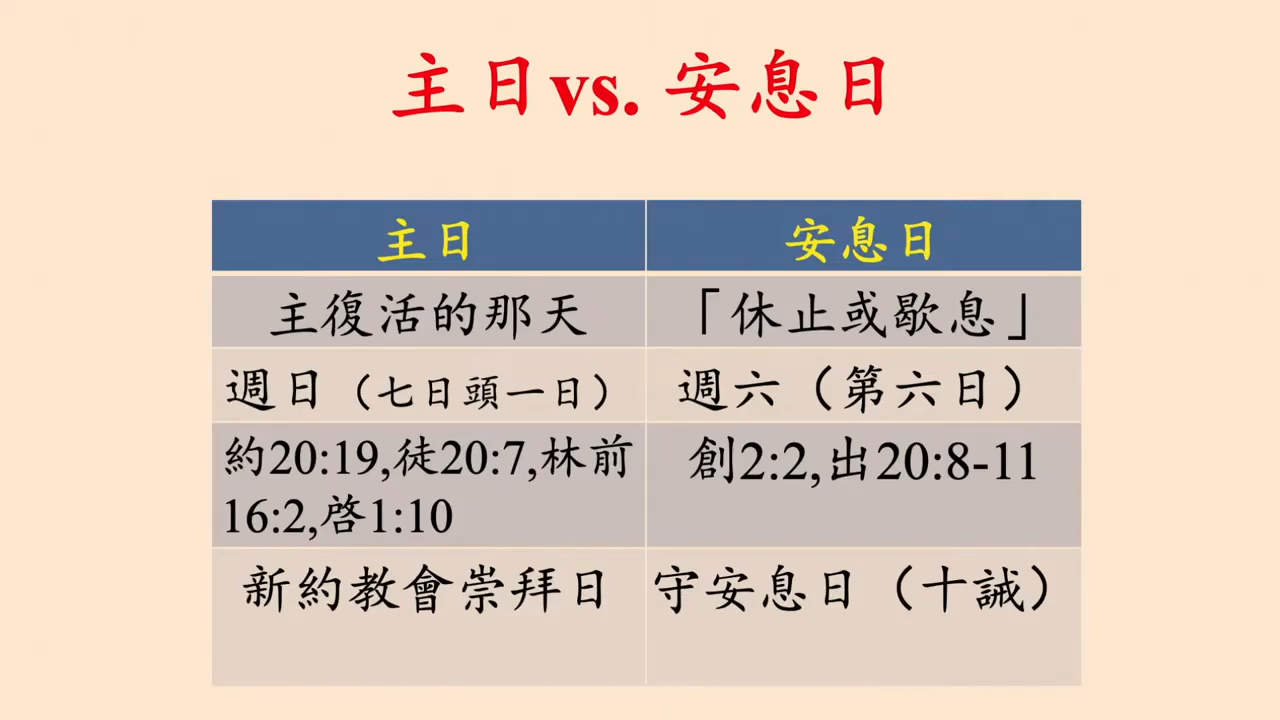 主日vs. 安息日
主日
安息日
主復活的那天
「休止或歇息」
週日（七日頭一日）
週六（第六日）
約20:19,徒20:7,林前
16:2,啓1:10
創2:2,出20:8-11
新約教會崇拜日
守安息日（十誡）